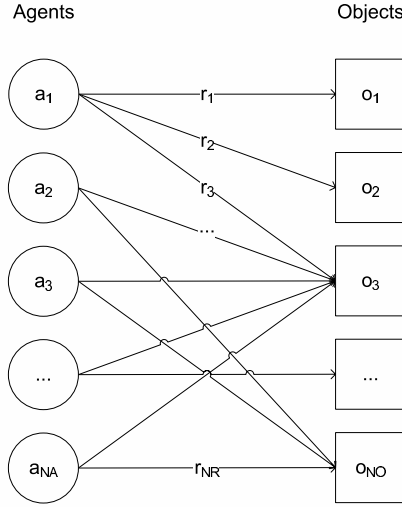 Agents Objects
a1 r1 o1
r2
a2 r3 o2
...
a3 o3
... ...
aNA rNR oNO